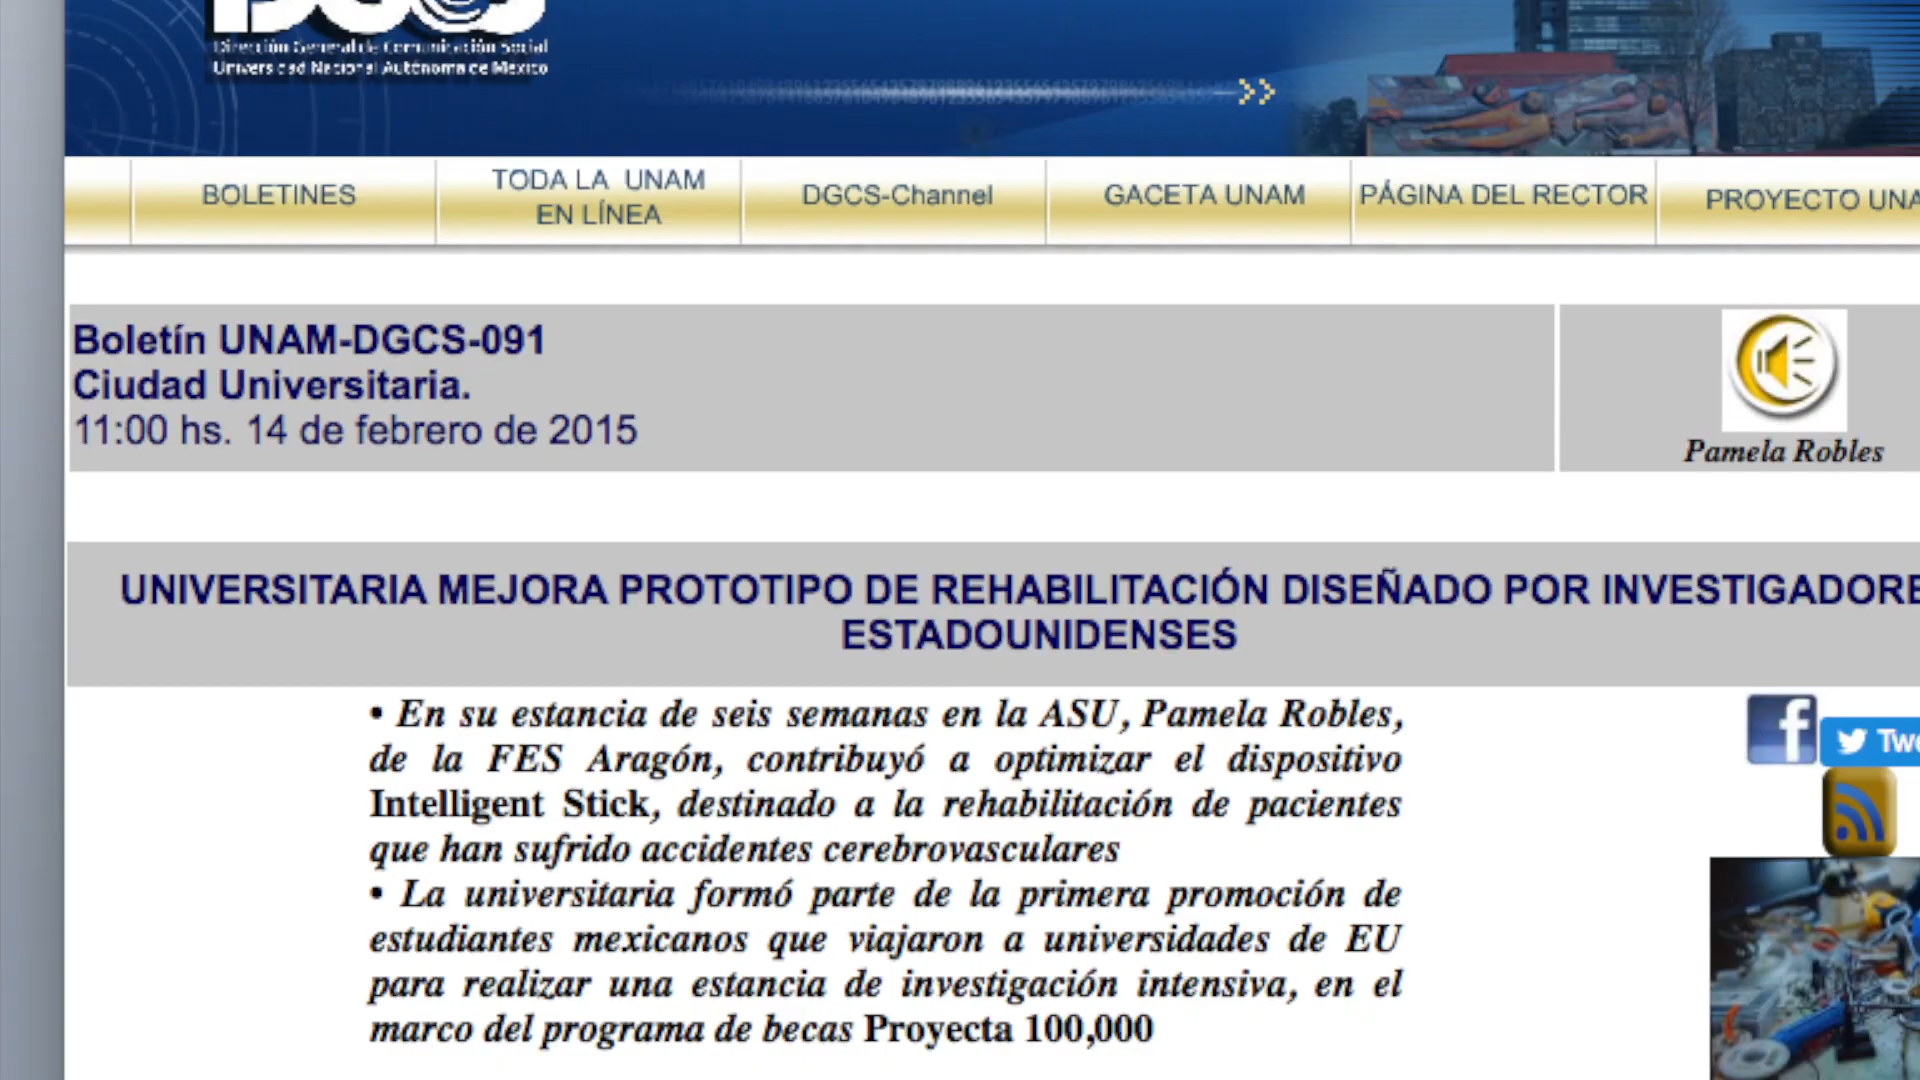 Dirección General de Comunicación Social
Universidad Nacional Autónoma de México
BOLETINES
TODA LA UNAM
EN LÍNEA
DGCS-Channel
GACETA UNAM
PÁGINA DEL RECTOR
PROYECTO UNA
Boletín UNAM-DGCS-091
Ciudad Universitaria.
11:00 hs. 14 de febrero de 2015
Pamela Robles
UNIVERSITARIA MEJORA PROTOTIPO DE REHABILITACIÓN DISEÑADO POR INVESTIGADORE
ESTADOUNIDENSES
• En su estancia de seis semanas en la ASU, Pamela Robles,
de la FES Aragón, contribuyó a optimizar el dispositivo
Intelligent Stick, destinado a la rehabilitación de pacientes
que han sufrido accidentes cerebrovasculares
• La universitaria formó parte de la primera promoción de
estudiantes mexicanos que viajaron a universidades de EU
para realizar una estancia de investigación intensiva, en el
marco del programa de becas Proyecta 100,000
Twe